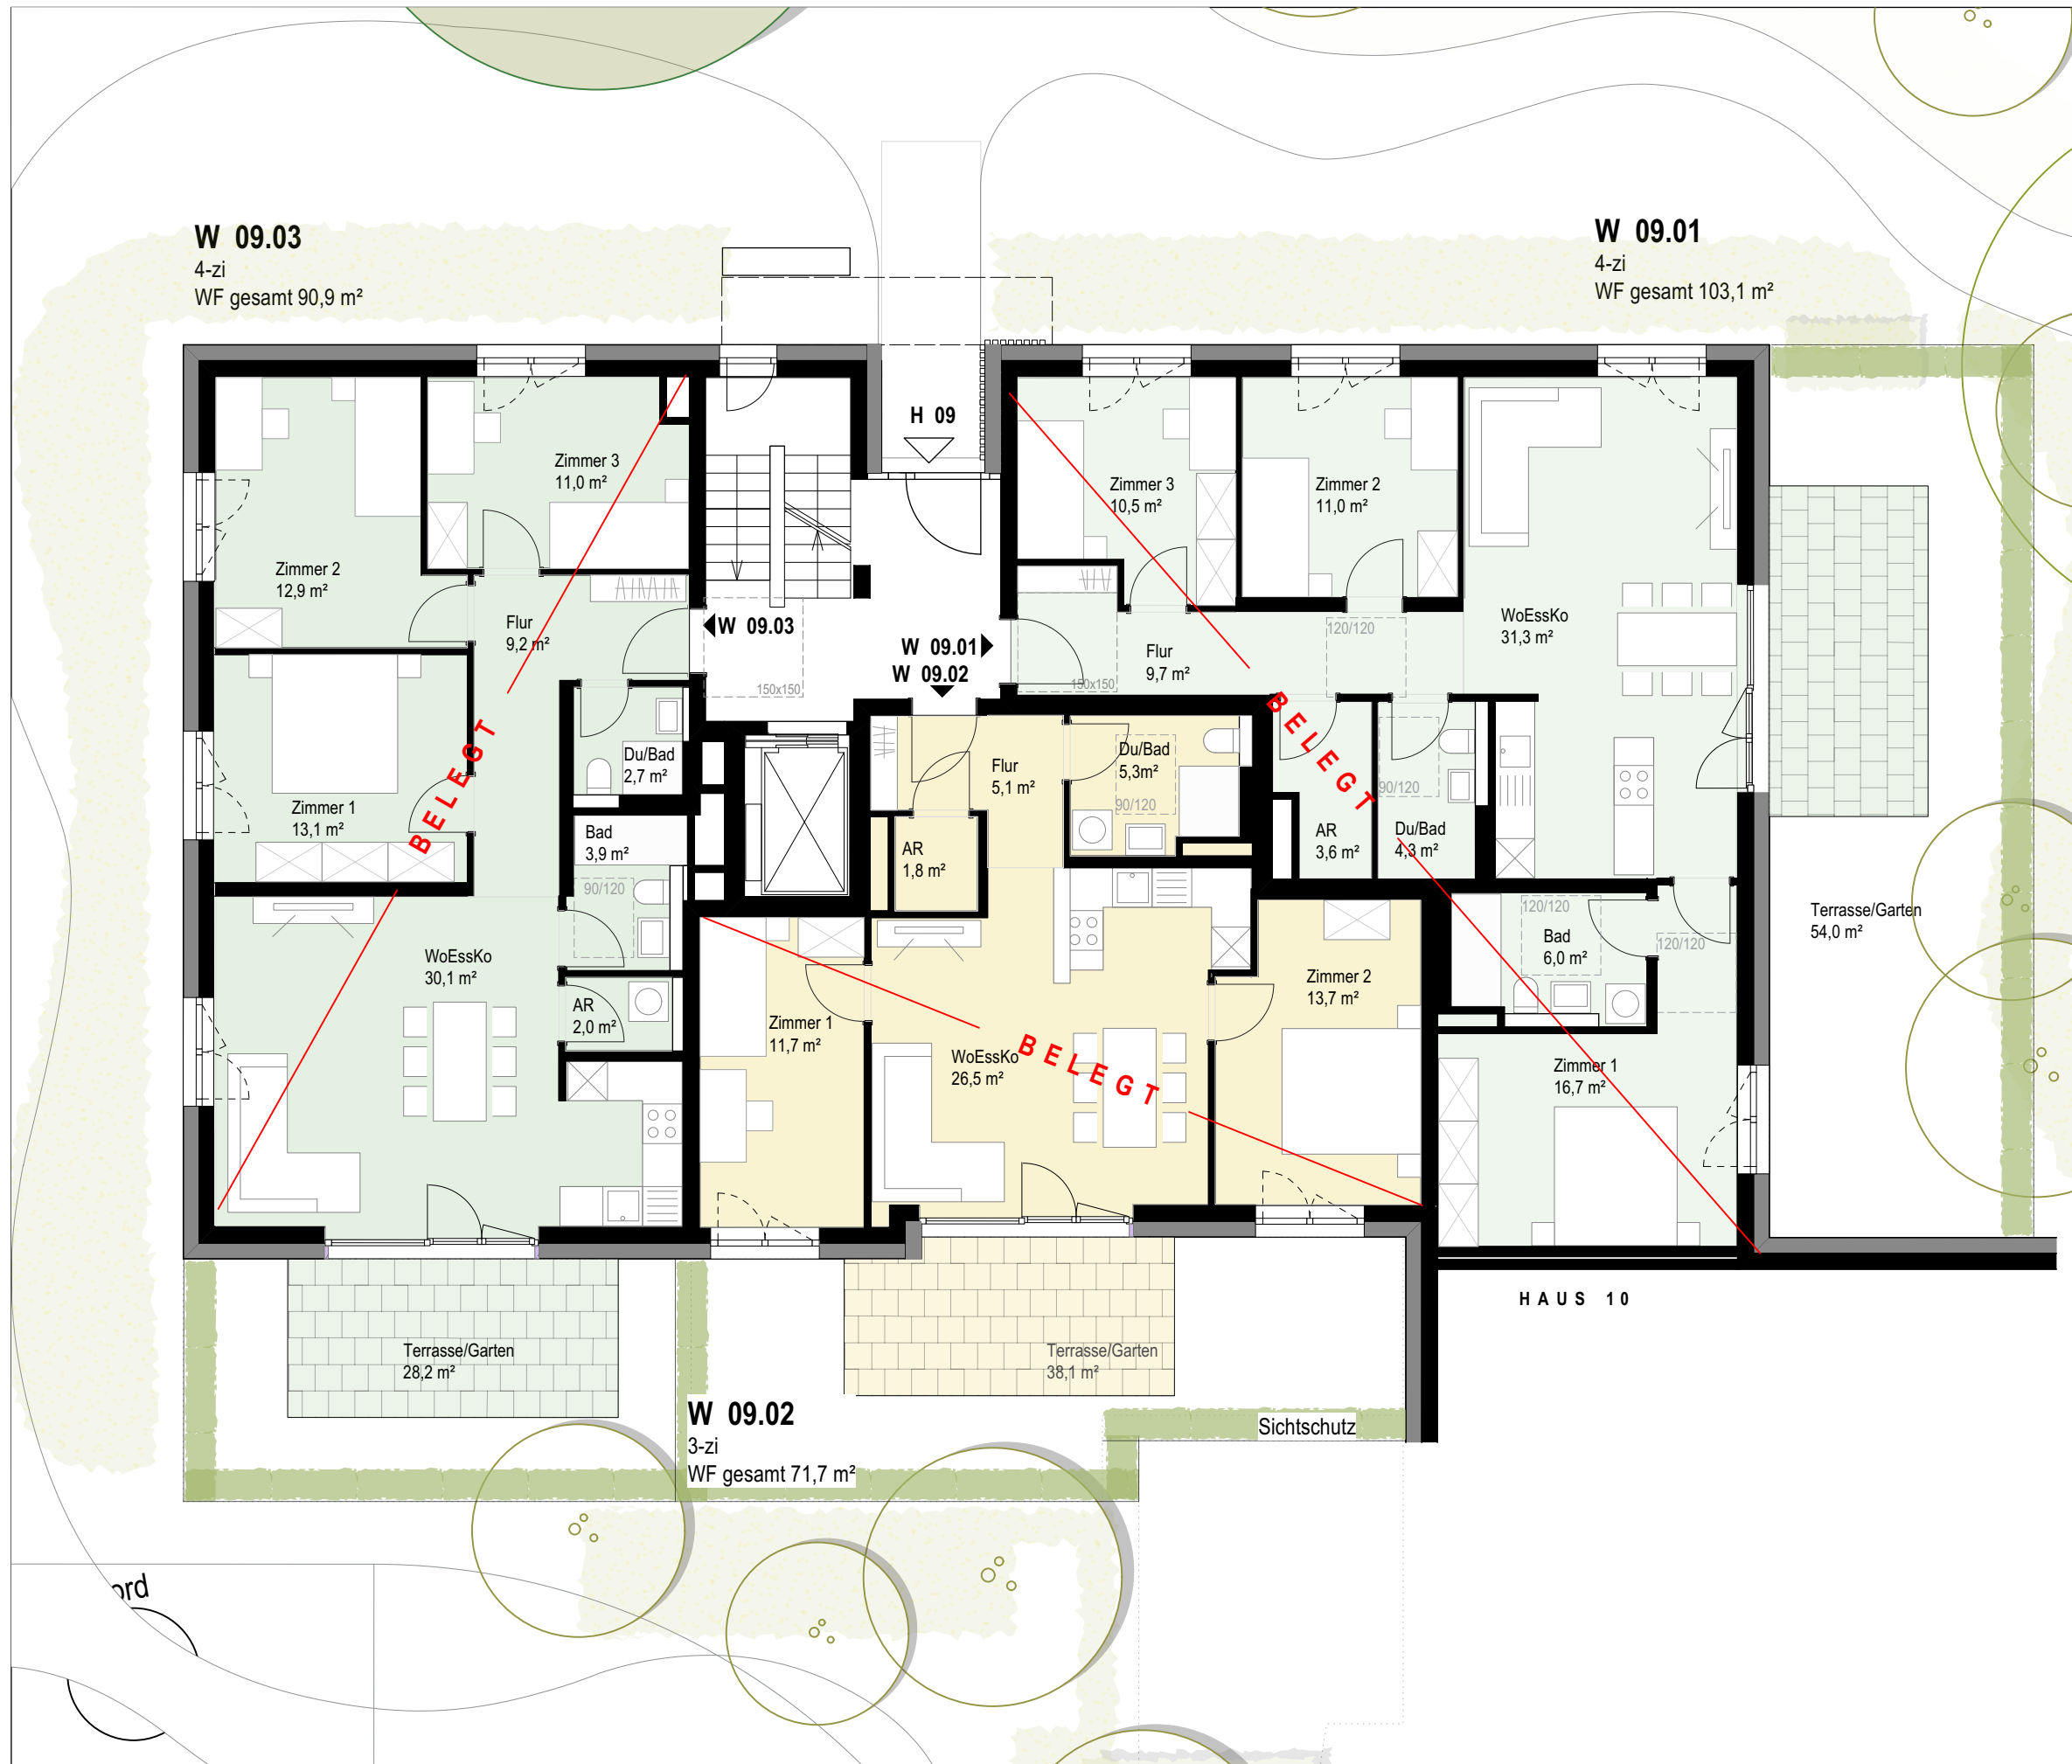 W 09.03
4-zi
WF gesamt 90,9 m²
W 09.01
4-zi
WF gesamt 103,1 m²
H 09
Zimmer 3
11,0 m²
Zimmer 2
12,9 m²
Flur
9,2 m²
Zimmer 1
13,1 m²
BELEGT
Du/Bad
2,7 m²
Bad
3,9 m²
90/120
WoEssKo
30,1 m²
AR
2,0 m²
Terrasse/Garten
28,2 m²
W 09.03
150x150
W 09.01
W 09.02
Zimmer 3
10,5 m²
Zimmer 2
11,0 m²
WoEssKo
31,3 m²
120/120
Flur
9,7 m²
150x150
BELEGT
AR
3,6 m²
90/120
Du/Bad
4,3 m²
120/120
Bad
6,0 m²
120/120
Zimmer 1
16,7 m²
Terrasse/Garten
54,0 m²
HAUS 10
Flur
5,1 m²
Du/Bad
5,3m²
90/120
AR
1,8 m²
Zimmer 1
11,7 m²
WoEssKo
26,5 m²
BELEGT
Zimmer 2
13,7 m²
Terrasse/Garten
38,1 m²
W 09.02
3-zi
WF gesamt 71,7 m²
Sichtschutz
ord